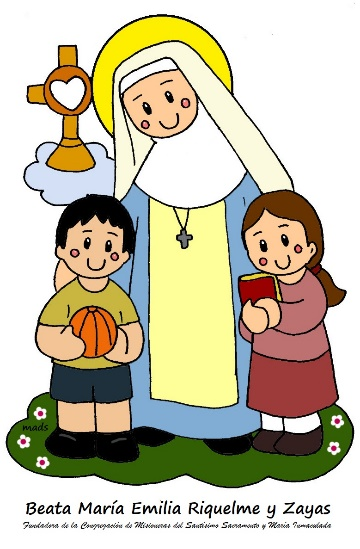 mads
Beata María Emilia Riquelme y Zayas
Fundadora de la Congregación de Misioneras del Santísimo Sacramento y María Inmaculada